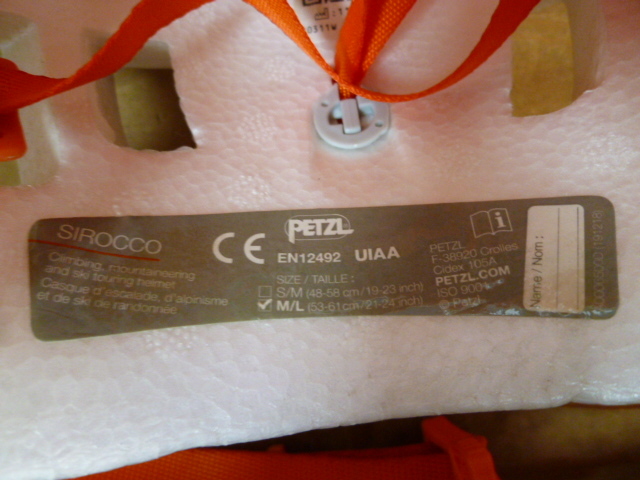 SIROCCO
Climbing, mountaineering
and ski touring helmet
Casque d'escalade, d'alpinisme
et de ski de randonnée
CE
PETZL
EN12492 UIAA
SIZE / TAILLE :
S/M (48-58 cm/19-23 inch)
M/L (53-61 cm/21-24 inch)
PETZL
F-38920 Crolles
Cidex 105A
PETZL.COM
ISO 9001
© Petzl
Name / Nom :